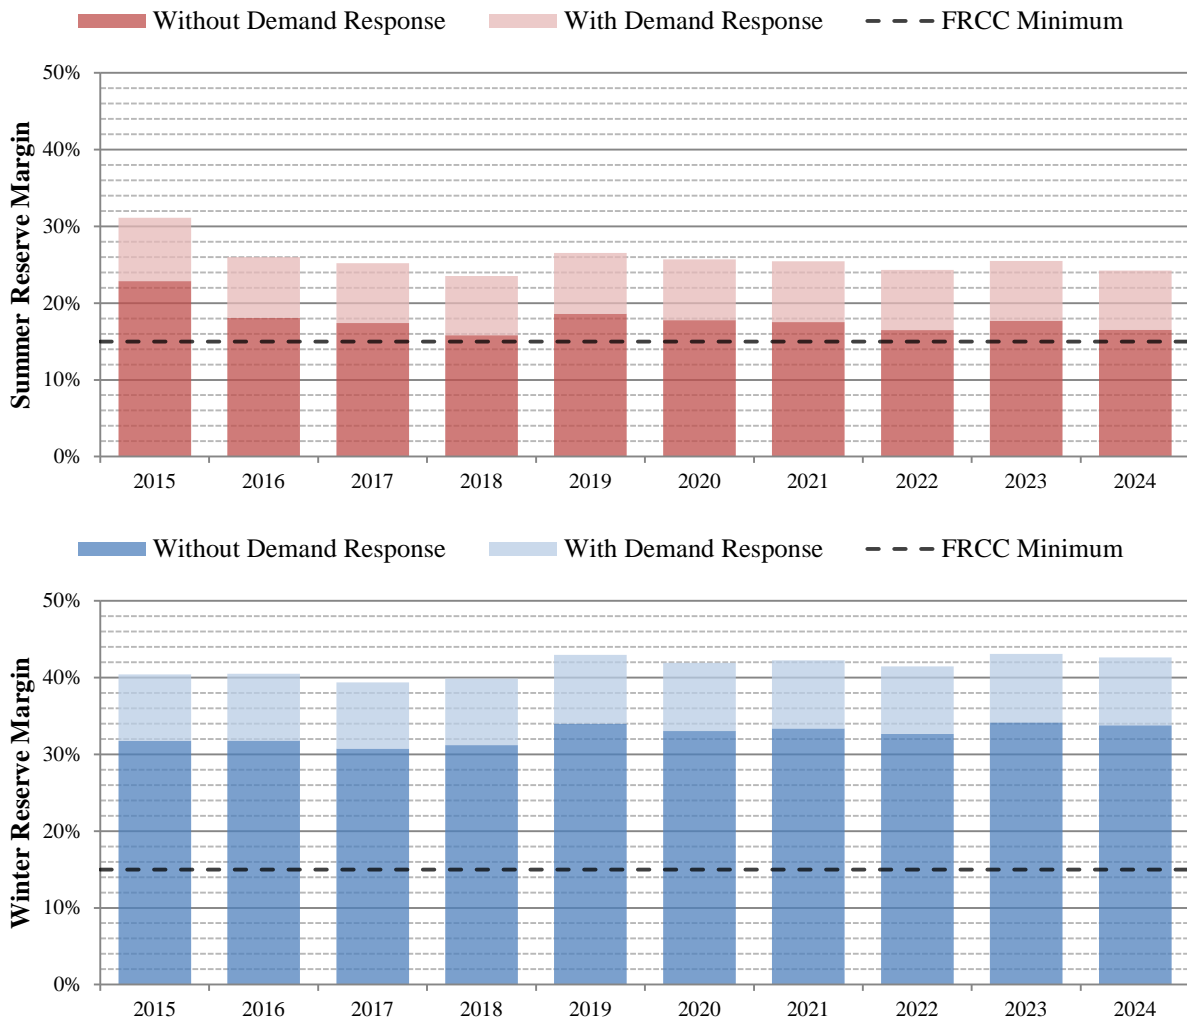 Without Demand Response With Demand Response FRCC Minimum
Summer Reserve Margin
50%
40%
30%
20%
10%
0%
2015 2016 2017 2018 2019 2020 2021 2022 2023 2024
Without Demand Response With Demand Response FRCC Minimum
Winter Reserve Margin
50%
40%
30%
20%
10%
0%
2015 2016 2017 2018 2019 2020 2021 2022 2023 2024